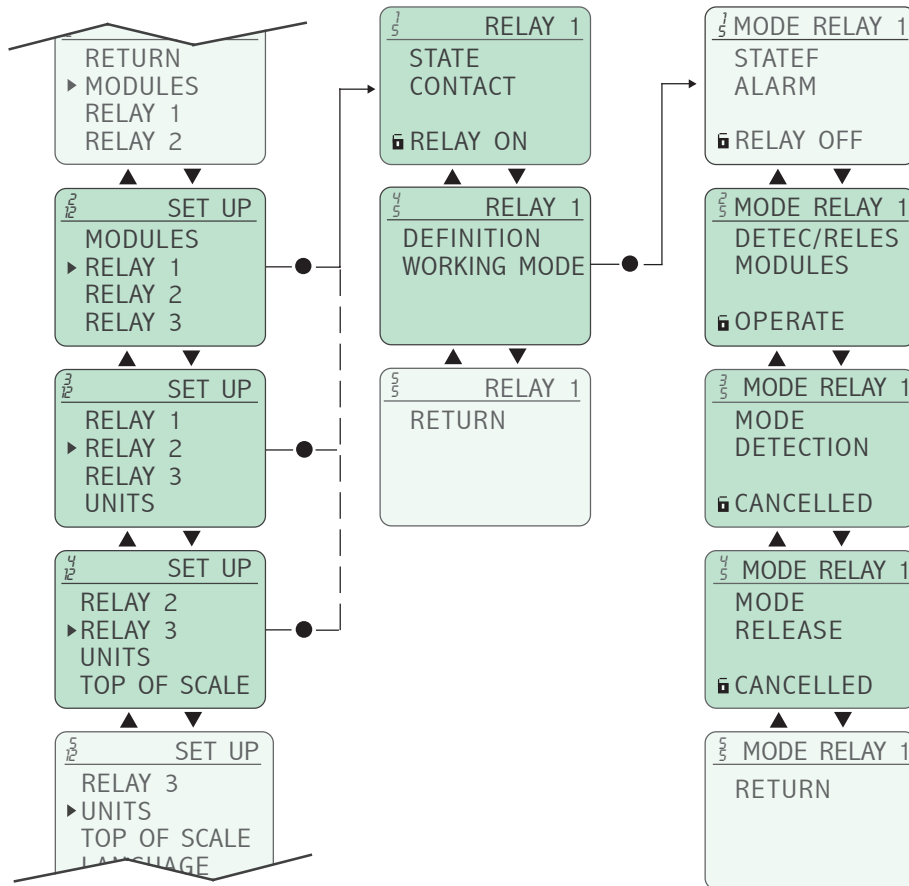 RETURN
MODULES
RELAY 1
RELAY 2
2/12 SET UP
MODULES
RELAY 1
RELAY 2
RELAY 3
3/12 SET UP
RELAY 1
RELAY 2
RELAY 3
UNITS
4/12 SET UP
RELAY 2
RELAY 3
UNITS
TOP OF SCALE
5/12 SET UP
RELAY 3
UNITS
TOP OF SCALE
LANGUAGE
1/5 RELAY 1
STATE
CONTACT
RELAY ON
4/5 RELAY 1
DEFINITION
WORKING MODE
5/5 RELAY 1
RETURN
1/5 MODE RELAY 1
STATEF
ALARM
RELAY OFF
2/5 MODE RELAY 1
DETEC/RELES
MODULES
OPERATE
3/5 MODE RELAY 1
MODE
DETECTION
CANCELLED
4/5 MODE RELAY 1
MODE
RELEASE
CANCELLED
5/5 MODE RELAY 1
RETURN